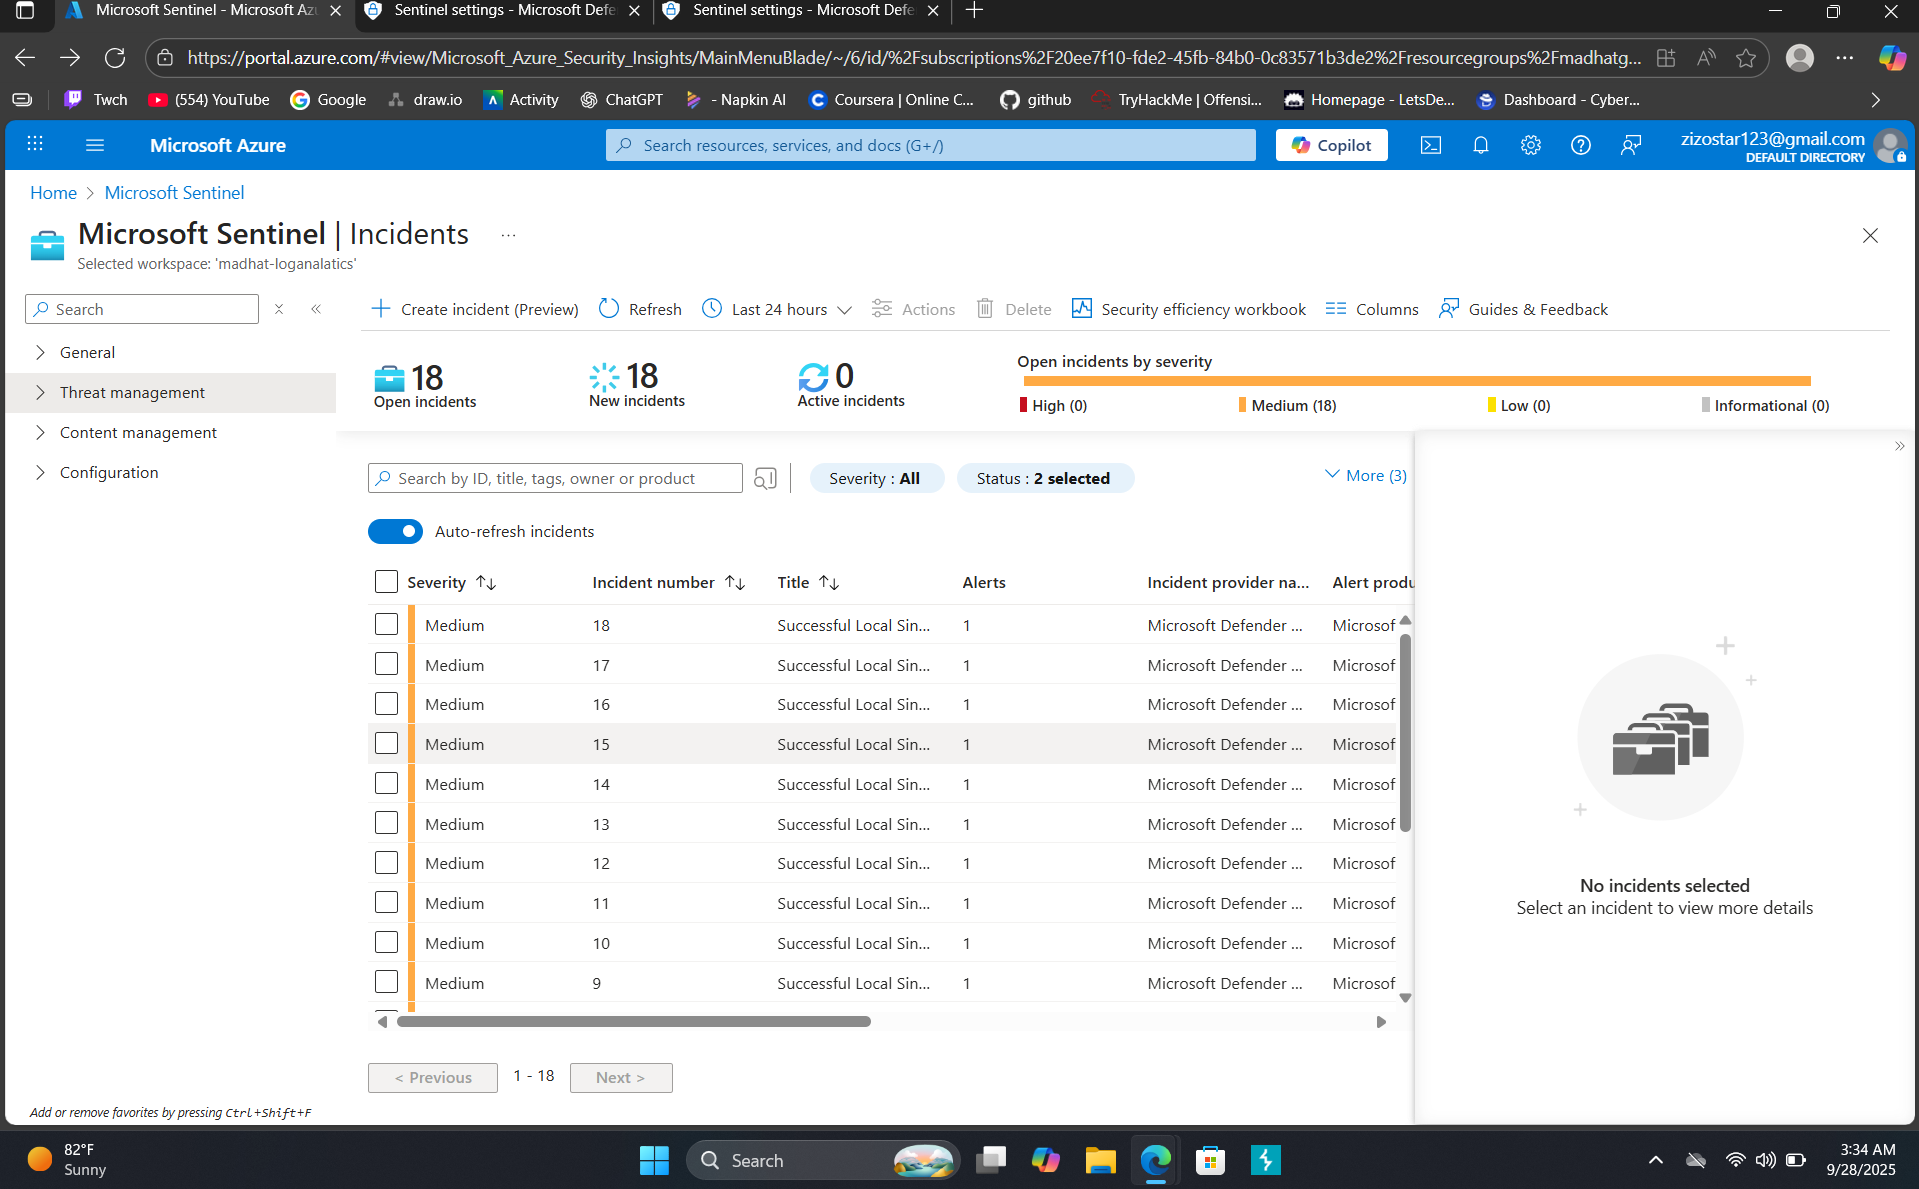 Microsoft Sentinel - Microsoft Az
Sentinel settings - Microsoft Defe
Sentinel settings - Microsoft Defe
https://portal.azure.com/#view/Microsoft_Azure_Security_Insights/MainMenuBlade/~/6/id/%2Fsubscriptions%2F20ee7f10-fde2-45fb-84b0-0c83571b3de2%2Fresourcegroups%2Fmadhatg...
Twch
(554) YouTube
Google
draw.io
Activity
ChatGPT
- Napkin AI
Coursera | Online C...
github
TryHackMe | Offensi...
Homepage - LetsDe...
Dashboard - Cyber...
Microsoft Azure
Search resources, services, and docs (G+/)
Copilot
zizostar123@gmail.com
DEFAULT DIRECTORY
Home > Microsoft Sentinel
Microsoft Sentinel | Incidents ...
Selected workspace: 'madhat-loganalatics'
Search
General
Threat management
Content management
Configuration
Create incident (Preview)
Refresh
Last 24 hours
Actions
Delete
Security efficiency workbook
Columns
Guides & Feedback
18
Open incidents
18
New incidents
0
Active incidents
Open incidents by severity
High (0)
Medium (18)
Low (0)
Informational (0)
Search by ID, title, tags, owner or product
Severity : All
Status : 2 selected
More (3)
Auto-refresh incidents
Severity Incident number Title Alerts Incident provider na... Alert produ
Medium 18 Successful Local Sin... 1 Microsoft Defender ... Microsof
Medium 17 Successful Local Sin... 1 Microsoft Defender ... Microsof
Medium 16 Successful Local Sin... 1 Microsoft Defender ... Microsof
Medium 15 Successful Local Sin... 1 Microsoft Defender ... Microsof
Medium 14 Successful Local Sin... 1 Microsoft Defender ... Microsof
Medium 13 Successful Local Sin... 1 Microsoft Defender ... Microsof
Medium 12 Successful Local Sin... 1 Microsoft Defender ... Microsof
Medium 11 Successful Local Sin... 1 Microsoft Defender ... Microsof
Medium 10 Successful Local Sin... 1 Microsoft Defender ... Microsof
Medium 9 Successful Local Sin... 1 Microsoft Defender ... Microsof
< Previous 1 - 18 Next >
No incidents selected
Select an incident to view more details
Add or remove favorites by pressing Ctrl+Shift+F
82°F
Sunny
Search
3:34 AM
9/28/2025